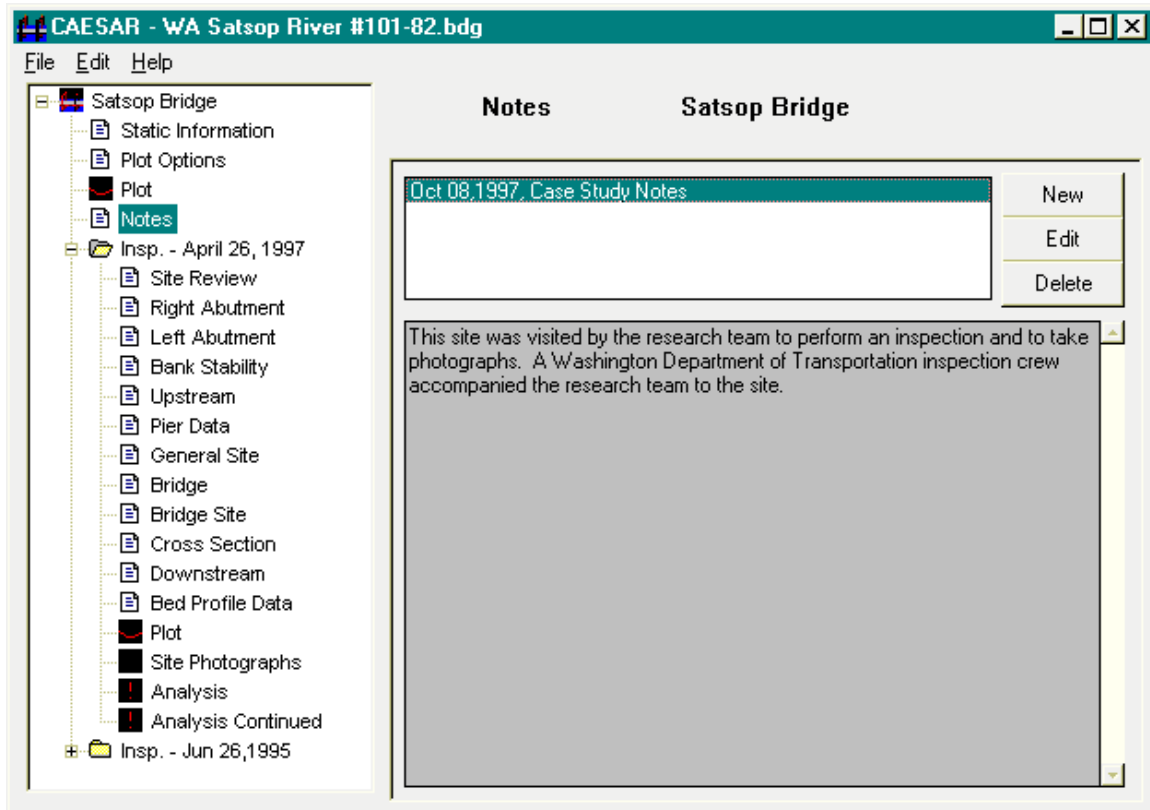 CAESAR - WA Satsop River #101-82.bdg
File Edit Help
Satsop Bridge
Static Information
Plot Options
Plot
Notes
Insp. - April 26, 1997
Site Review
Right Abutment
Left Abutment
Bank Stability
Upstream
Pier Data
General Site
Bridge
Bridge Site
Cross Section
Downstream
Bed Profile Data
Plot
Site Photographs
Analysis
Analysis Continued
Insp. - Jun 26,1995
Notes Satsop Bridge
Oct 08,1997, Case Study Notes
New
Edit
Delete
This site was visited by the research team to perform an inspection and to take
photographs. A Washington Department of Transportation inspection crew
accompanied the research team to the site.